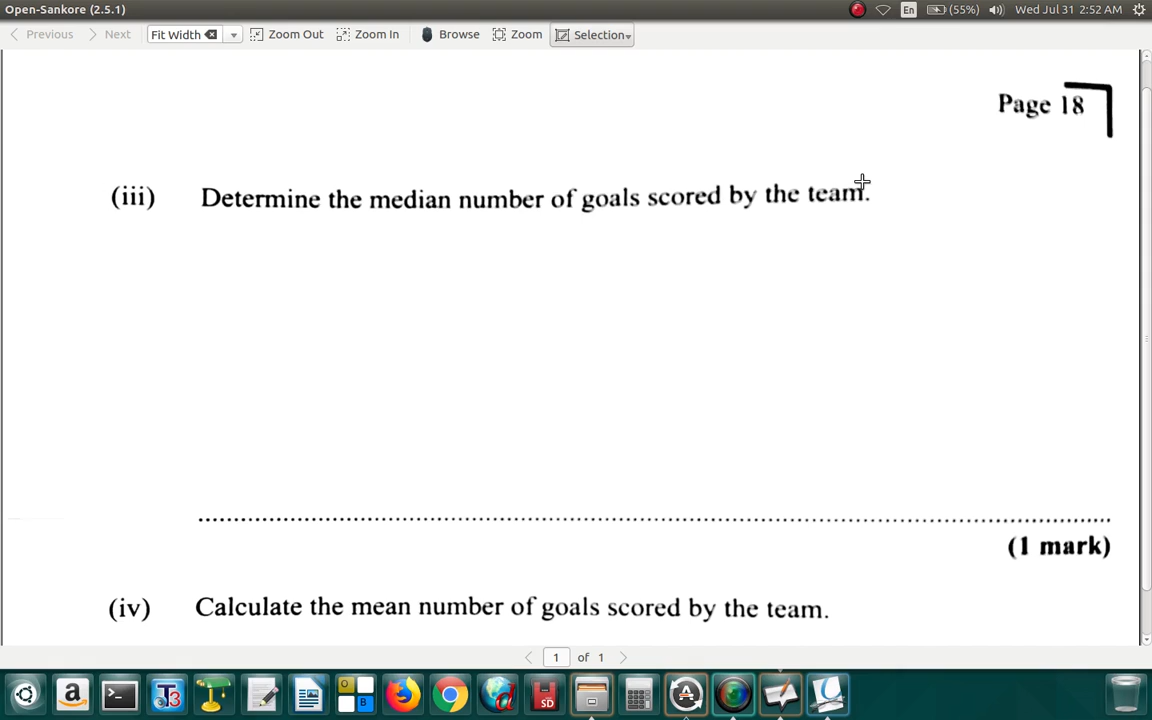 Open-Sankore (2.5.1)
En (55%) Wed Jul 31 2:52 AM
Previous Next Fit Width Zoom Out Zoom In Browse Zoom Selection
Page 18
(iii) Determine the median number of goals scored by the team.
(1 mark)
(iv) Calculate the mean number of goals scored by the team.
1 of 1